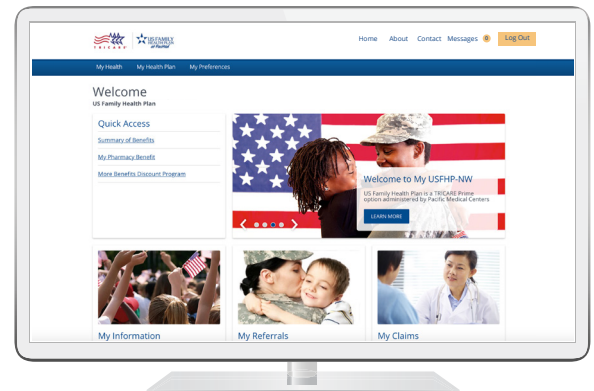 TRICARE
US FAMILY
HEALTH PLAN
at PacMed
Home About Contact Messages 0 Log Out
My Health My Health Plan My Preferences
Welcome
US Family Health Plan
Quick Access
Summary of Benefits
My Pharmacy Benefit
More Benefits Discount Program
Welcome to My USFHP-NW
US Family Health Plan is a TRICARE Prime
option administered by Pacific Medical Centers
LEARN MORE
My Information
My Referrals
My Claims